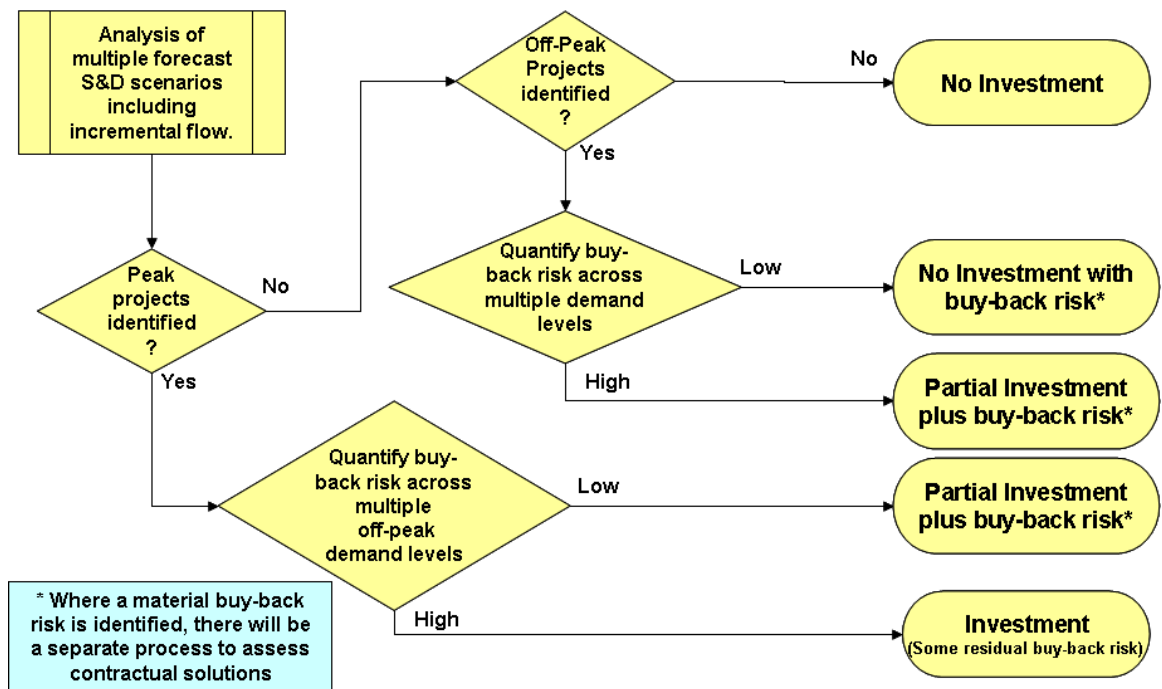 Analysis of
multiple forecast
S&D scenarios
including
incremental flow.
Off-Peak
Projects
identified
?
No
No Investment
Yes
Peak
projects
identified
?
No
Quantify buy-
back risk across
multiple demand
levels
Low
No Investment with
buy-back risk*
High
Partial Investment
plus buy-back risk*
Yes
Quantify buy-
back risk across
multiple
off-peak
demand levels
Low
Partial Investment
plus buy-back risk*
High
Investment
(Some residual buy-back risk)
* Where a material buy-back
risk is identified, there will be
a separate process to assess
contractual solutions